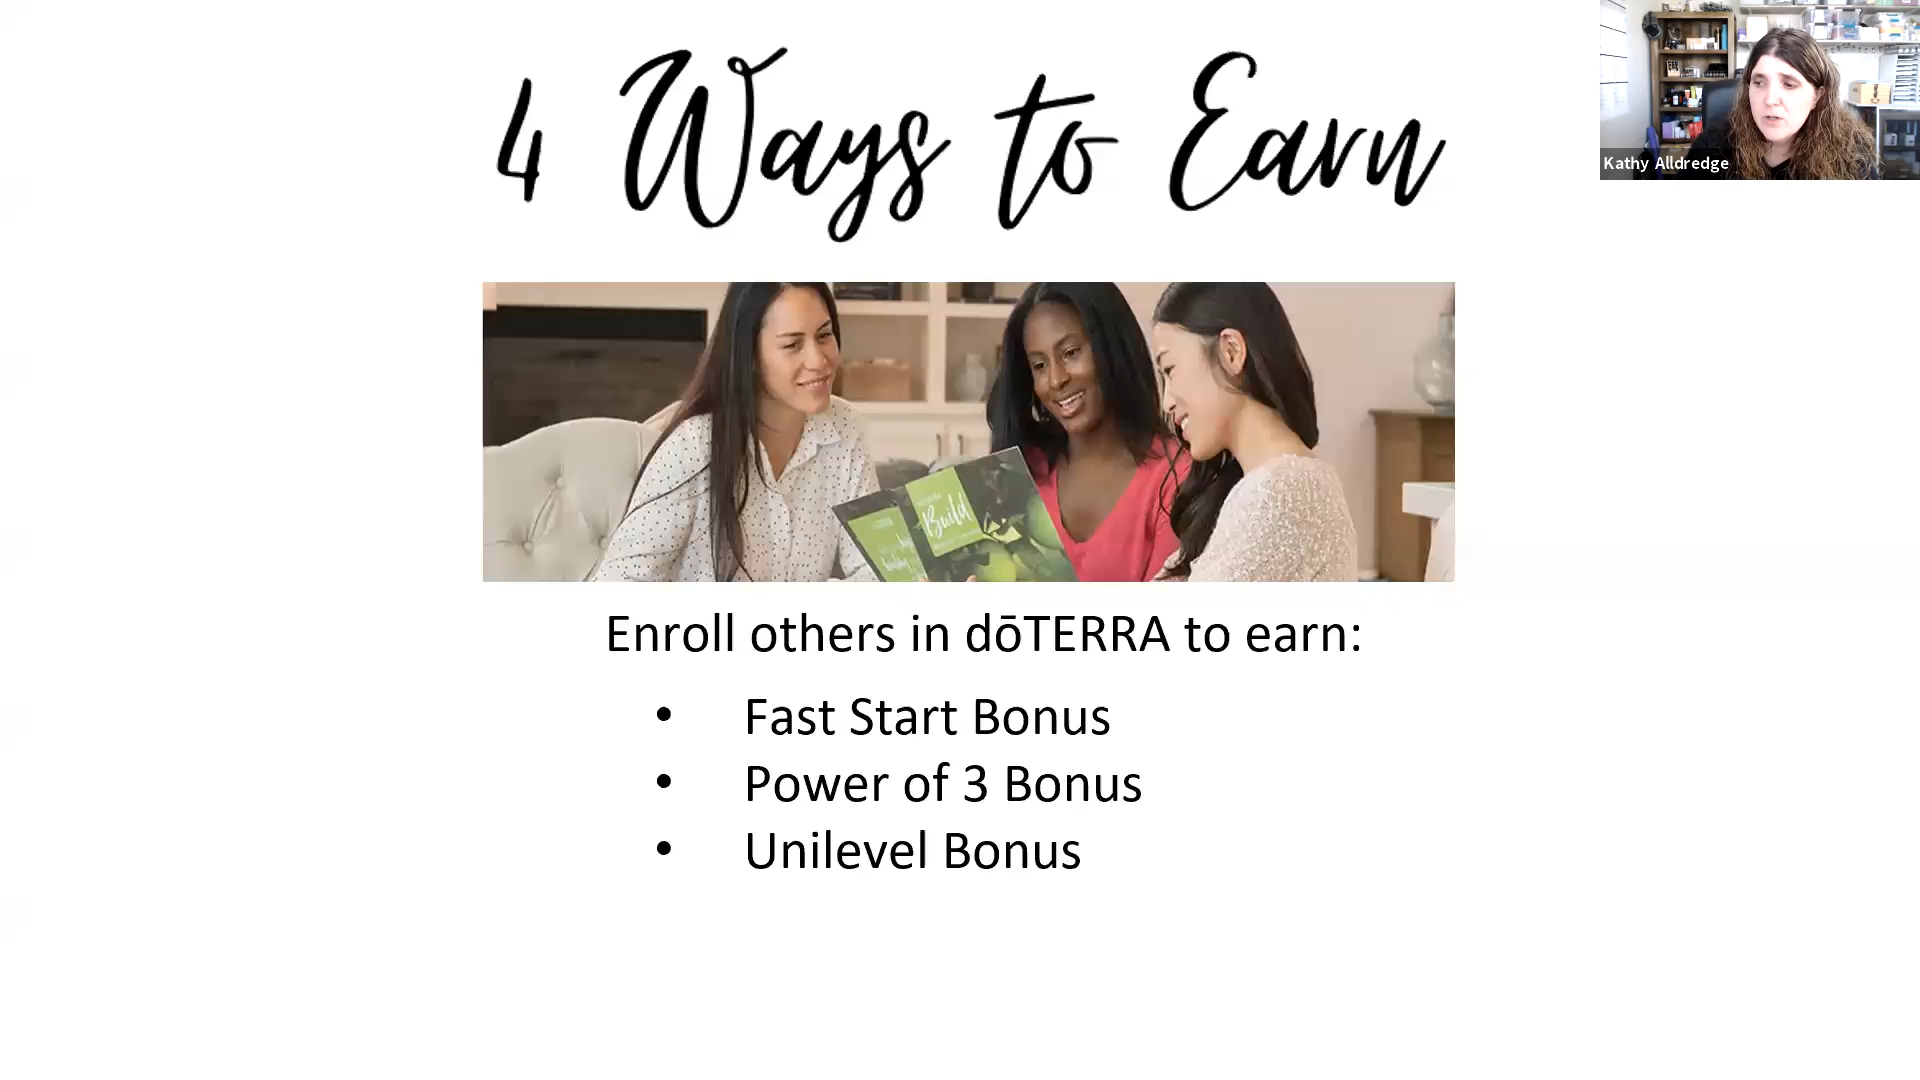 4 Ways to Earn
Kathy Alldredge
Build
Enroll others in dōTERRA to earn:
• Fast Start Bonus
• Power of 3 Bonus
• Unilevel Bonus